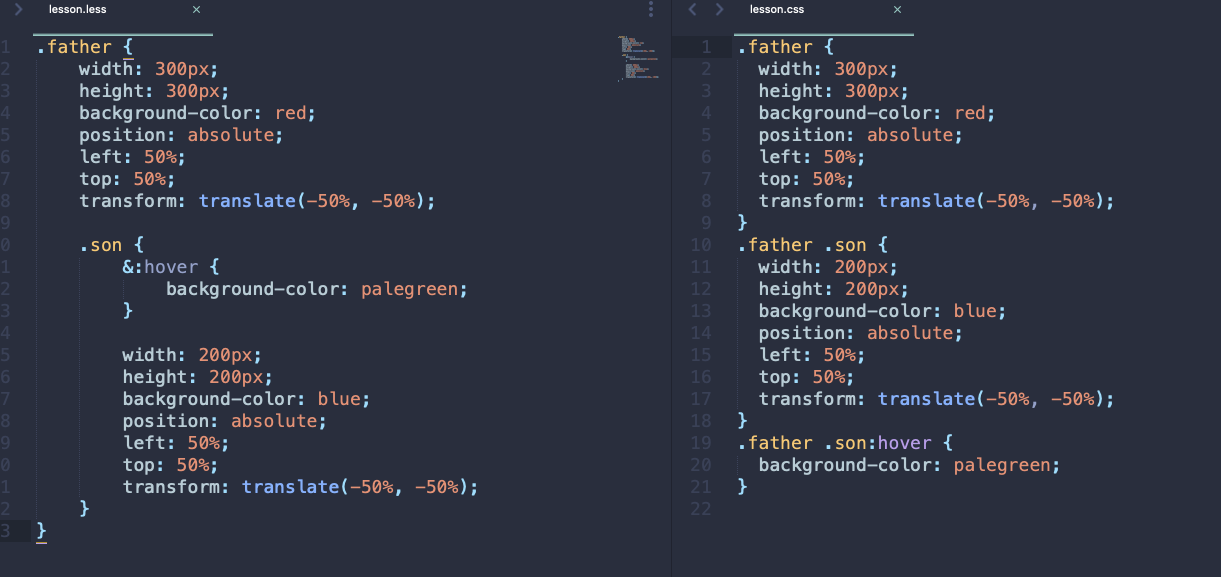 lesson.less ×
1 .father {
2 width: 300px;
3 height: 300px;
4 background-color: red;
5 position: absolute;
6 left: 50%;
7 top: 50%;
8 transform: translate(-50%, -50%);
9
0 .son {
1 &:hover {
2 background-color: palegreen;
3 }
4
5 width: 200px;
6 height: 200px;
7 background-color: blue;
8 position: absolute;
9 left: 50%;
0 top: 50%;
1 transform: translate(-50%, -50%);
2 }
3 }
lesson.css ×
1 .father {
2 width: 300px;
3 height: 300px;
4 background-color: red;
5 position: absolute;
6 left: 50%;
7 top: 50%;
8 transform: translate(-50%, -50%);
9 }
10 .father .son {
11 width: 200px;
12 height: 200px;
13 background-color: blue;
14 position: absolute;
15 left: 50%;
16 top: 50%;
17 transform: translate(-50%, -50%);
18 }
19 .father .son:hover {
20 background-color: palegreen;
21 }
22